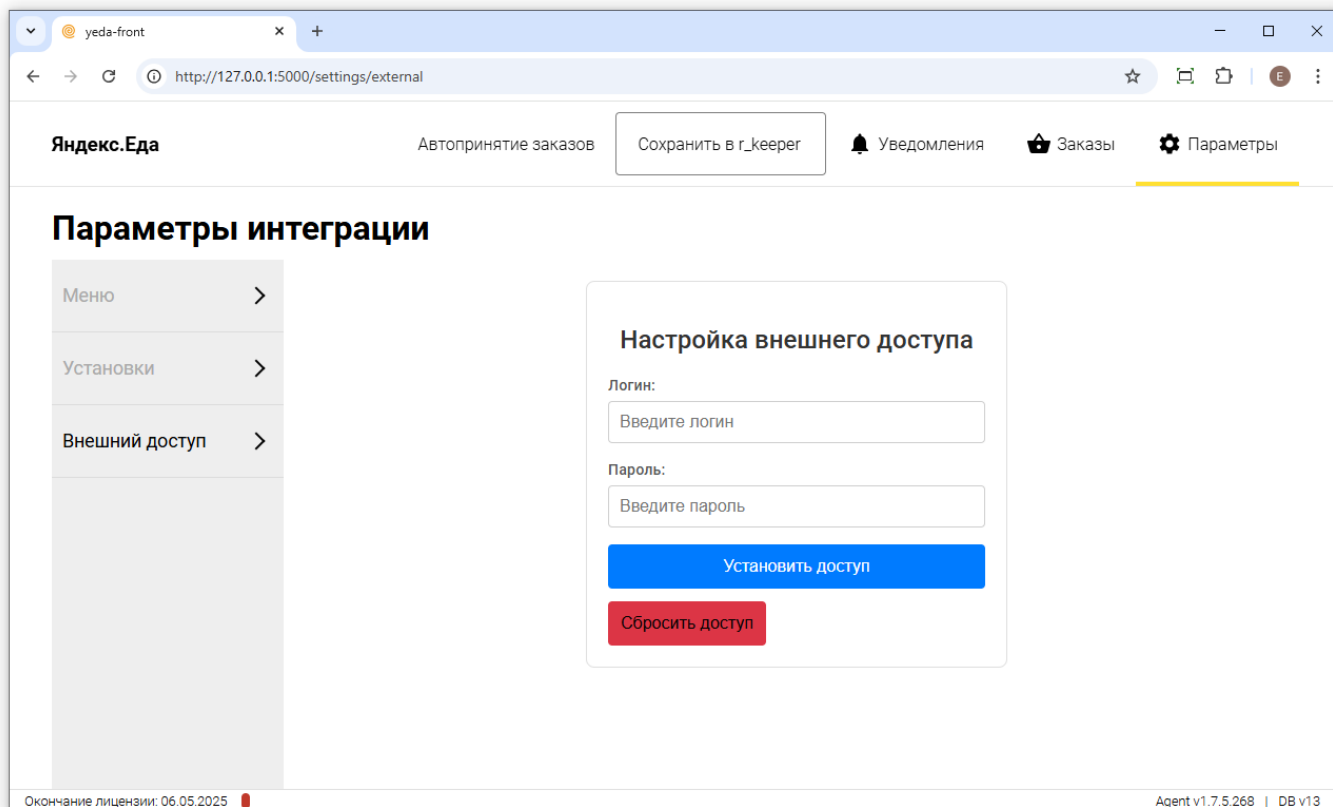 yeda-front
http://127.0.0.1:5000/settings/external
E
Яндекс.Еда
Автопринятие заказов
Сохранить в r_keeper
Уведомления
Заказы
Параметры
Параметры интеграции
Меню
Установки
Внешний доступ
Настройка внешнего доступа
Логин:
Введите логин
Пароль:
Введите пароль
Установить доступ
Сбросить доступ
Окончание лицензии: 06.05.2025
Agent v1.7.5.268 | DB v13